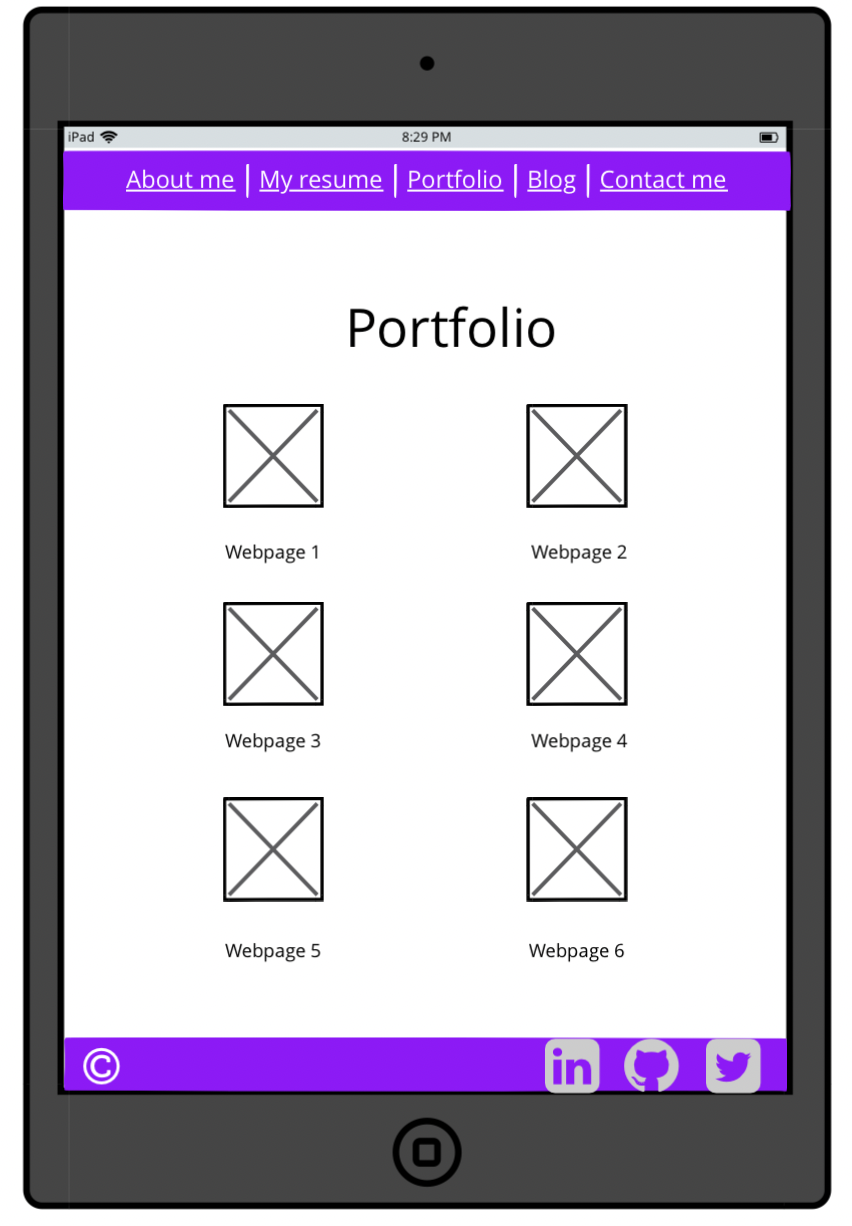 iPad 8:29 PM
About me | My resume | Portfolio | Blog | Contact me
Portfolio
Webpage 1 Webpage 2
Webpage 3 Webpage 4
Webpage 5 Webpage 6
© in